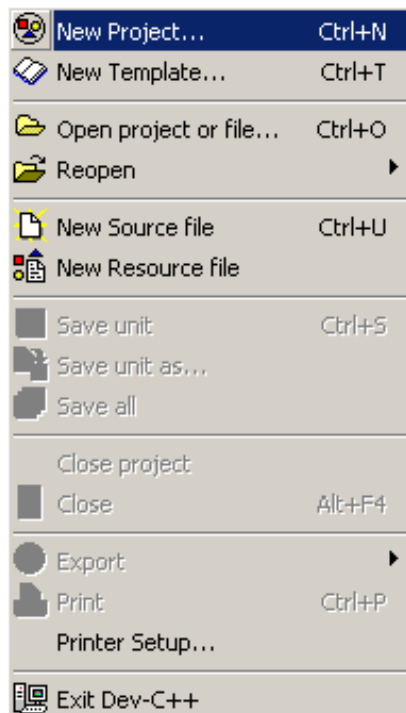 New Project... Ctrl+N
New Template... Ctrl+T
Open project or file... Ctrl+O
Reopen
New Source file Ctrl+U
New Resource file
Save unit Ctrl+S
Save unit as...
Save all
Close project
Close Alt+F4
Export
Print Ctrl+P
Printer Setup...
Exit Dev-C++